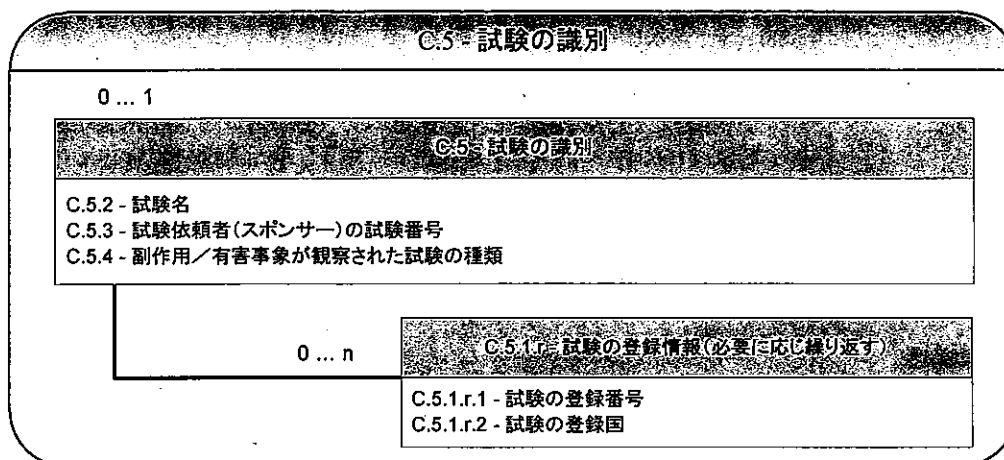 C.5 - 試験の識別
0 ... 1
C.5 - 試験の識別
C.5.2 - 試験名
C.5.3 - 試験依頼者(スポンサー)の試験番号
C.5.4 - 副作用/有害事象が観察された試験の種類
0 ... n
C.5.1.r - 試験の登録情報(必要に応じ繰り返す)
C.5.1.r.1 - 試験の登録番号
C.5.1.r.2 - 試験の登録国